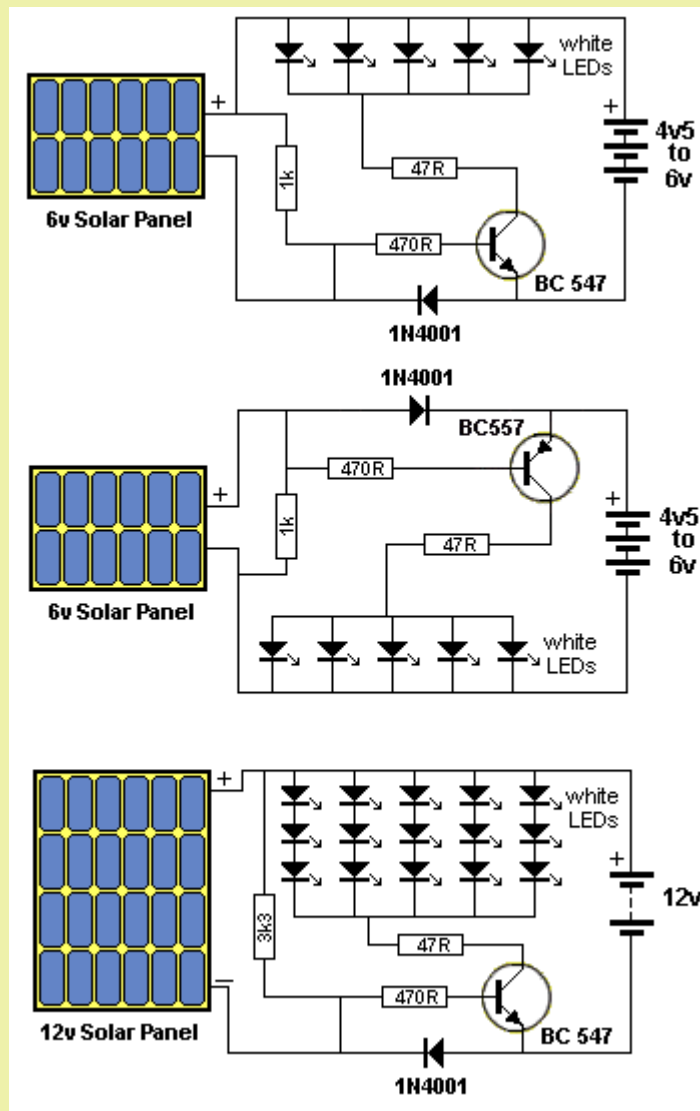 white
LEDs
+
+
4v5
to
6v
1k
47R
470R
6v Solar Panel
BC 547
1N4001
1N4001
BC557
470R
+
+
1k
4v5
to
6v
47R
6v Solar Panel
white
LEDs
+
white
LEDs
+
12v
3k3
47R
470R
−
12v Solar Panel
BC 547
1N4001